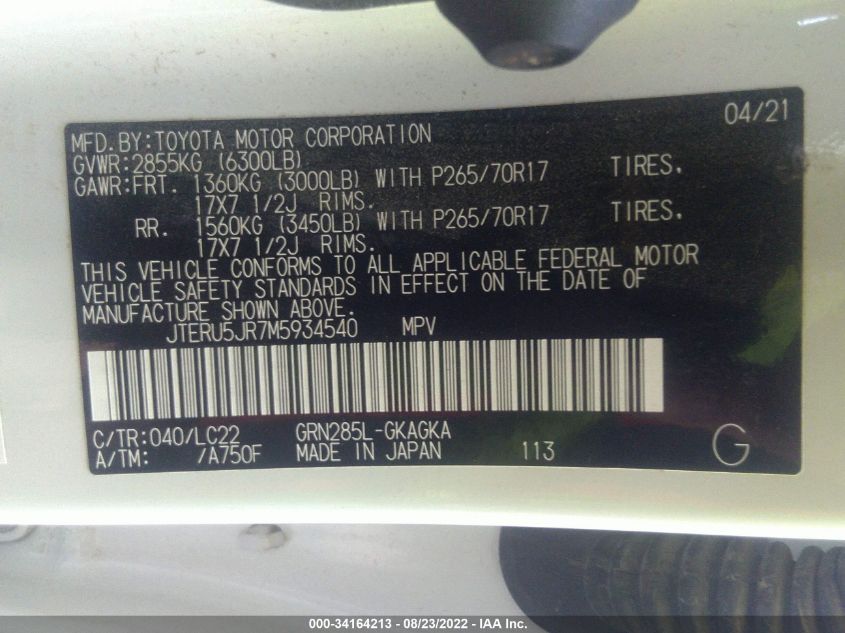 04/21
MFD.BY:TOYOTA MOTOR CORPORATION
GVWR:2855KG (6300LB)
GAWR:FRT. 1360KG (3000LB) WITH P265/70R17 TIRES.
17X7 1/2J RIMS.
RR. 1560KG (3450LB) WITH P265/70R17 TIRES.
17X7 1/2J RIMS.
THIS VEHICLE CONFORMS TO ALL APPLICABLE FEDERAL MOTOR
VEHICLE SAFETY STANDARDS IN EFFECT ON THE DATE OF
MANUFACTURE SHOWN ABOVE.
JTERU5JR7M5934540 MPV
C/TR:040/LC22 GRN285L-GKAGKA
A/TM: /A750F MADE IN JAPAN 113 G
000-34164213 - 08/23/2022 - IAA Inc.